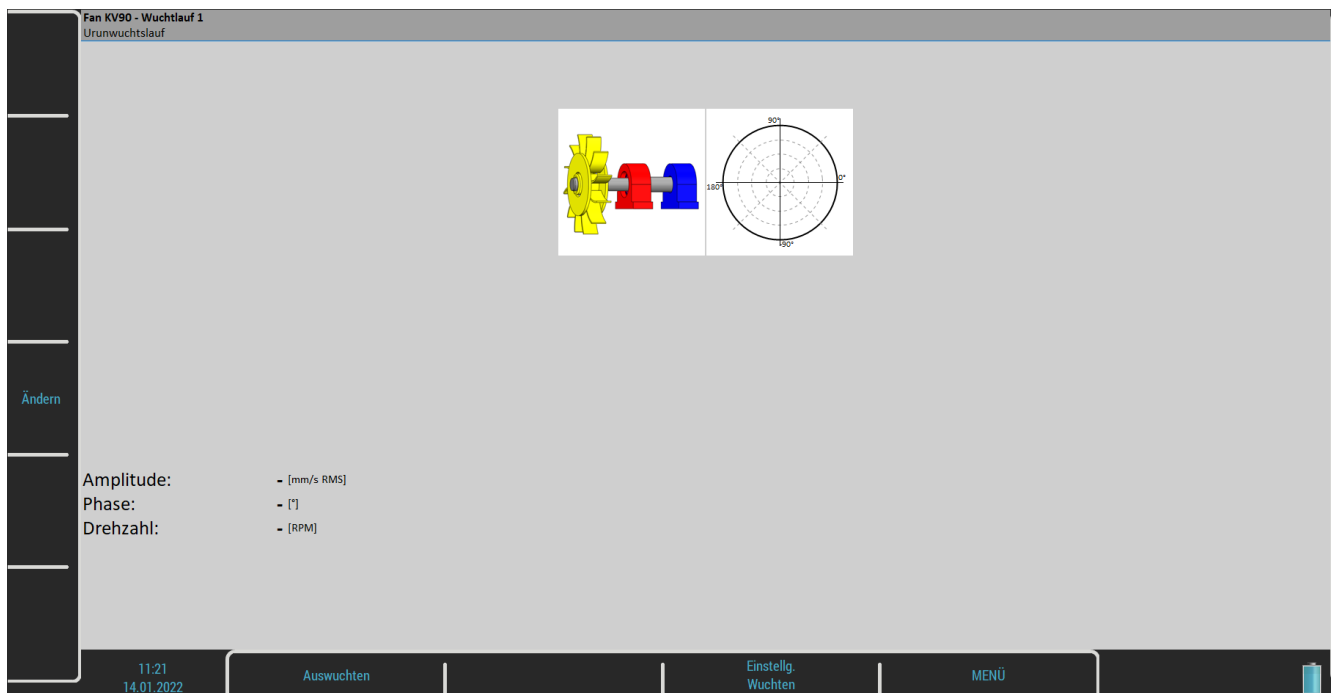 Fan KV90 - Wuchtlauf 1
Urunwuchtslauf
90°
180°
0°
-90°
Ändern
Amplitude: - [mm/s RMS]
Phase: - [°]
Drehzahl: - [RPM]
11:21
14.01.2022
Auswuchten
Einstellg.
Wuchten
MENÜ